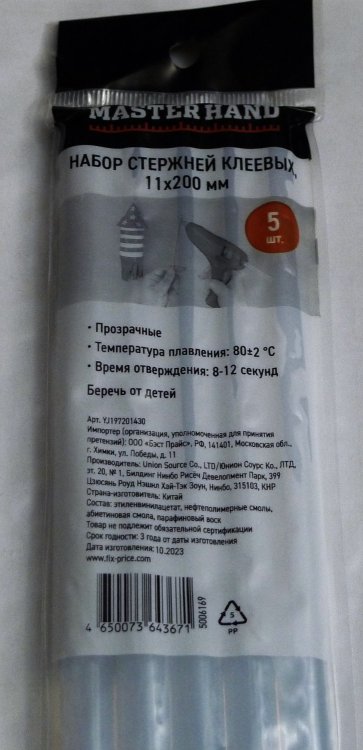 MASTER HAND
НАБОР СТЕРЖНЕЙ КЛЕЕВЫХ,
11x200 мм
5
шт.
• Прозрачные
• Температура плавления: 80±2 °С
• Время отверждения: 8-12 секунд
Беречь от детей
Арт. YJ197201430
Импортер (организация, уполномоченная для принятия
претензий): ООО «Бэст Прайс», РФ, 141401, Московская обл.,
г. Химки, ул. Победы, д. 11
Производитель: Union Source Co., LTD/Юнион Соурс Ко., ЛТД,
эт. 20, № 1, Билдинг Нинбо Рисёч Девелопмент Парк, 399
Цзюсянь Роуд Нэшнл Хай-Тэк Зоун, Нинбо, 315103, КНР
Страна-изготовитель: Китай
Состав: этиленвинилацетат, нефтеполимерные смолы,
абиетиновая смола, парафиновый воск
Товар не подлежит обязательной сертификации
Срок годности: 3 года от даты изготовления
Дата изготовления: 10.2023
www.fix-price.com
4 650073 643671
5006169
5
PP